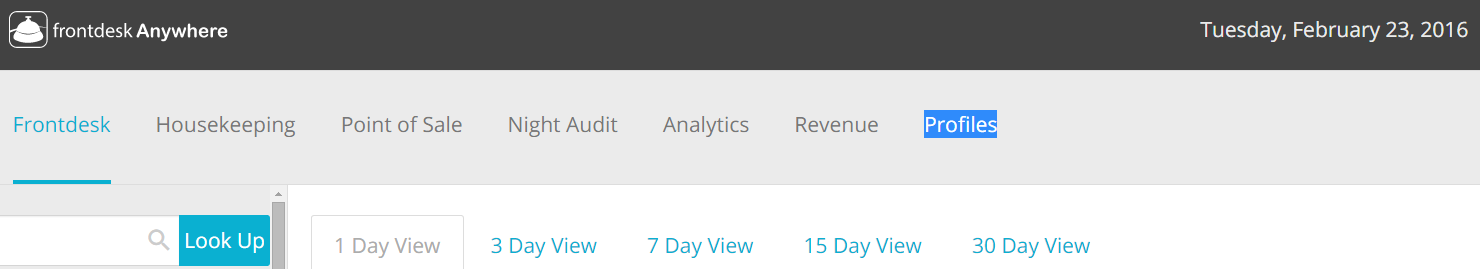 frontdesk Anywhere
Tuesday, February 23, 2016
Frontdesk Housekeeping Point of Sale Night Audit Analytics Revenue Profiles
Look Up
1 Day View 3 Day View 7 Day View 15 Day View 30 Day View